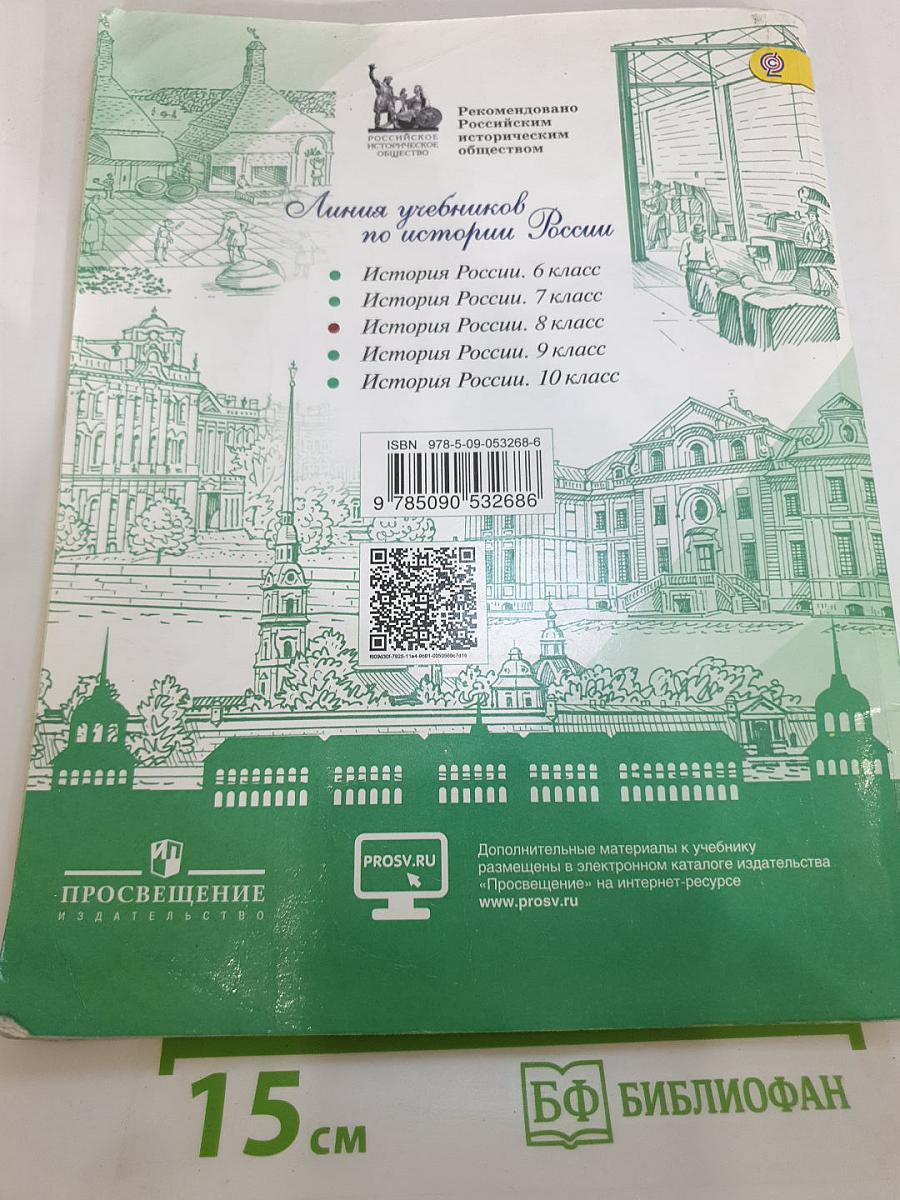 РОССИЙСКОЕ
ИСТОРИЧЕСКОЕ
ОБЩЕСТВО
Рекомендовано
Российским
историческим
обществом
Линия учебников
по истории России
История России. 6 класс
История России. 7 класс
История России. 8 класс
История России. 9 класс
История России. 10 класс
ISBN 978-5-09-053268-6
9 785090 532686
ИП
ПРОСВЕЩЕНИЕ
ИЗДАТЕЛЬСТВО
PROSV.RU
Дополнительные материалы к учебнику
размещены в электронном каталоге издательства
«Просвещение» на интернет-ресурсе
www.prosv.ru
15 см
БФ БИБЛИОФАН